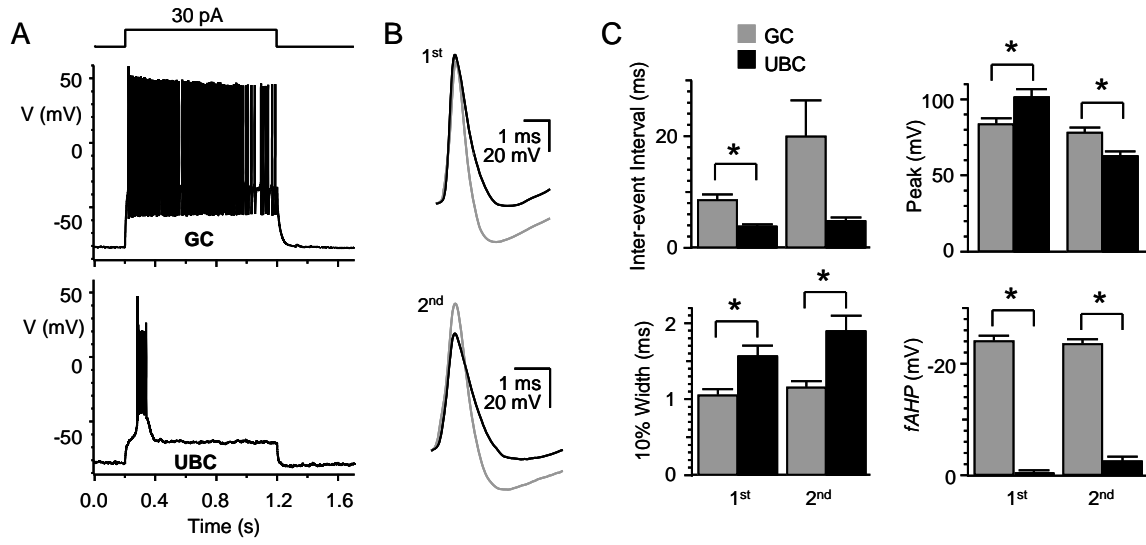 A
30 pA
50
V (mV)
0
-50
GC
50
V (mV)
0
-50
UBC
0.0 0.4 0.8 1.2 1.6
Time (s)
B
1st
1 ms
20 mV
2nd
1 ms
20 mV
C
GC
UBC
Inter-event Interval (ms)
20
0
*
Peak (mV)
100
50
0
*
*
10% Width (ms)
2
1
0
*
*
1st 2nd
fAHP (mV)
-20
0
*
*
1st 2nd